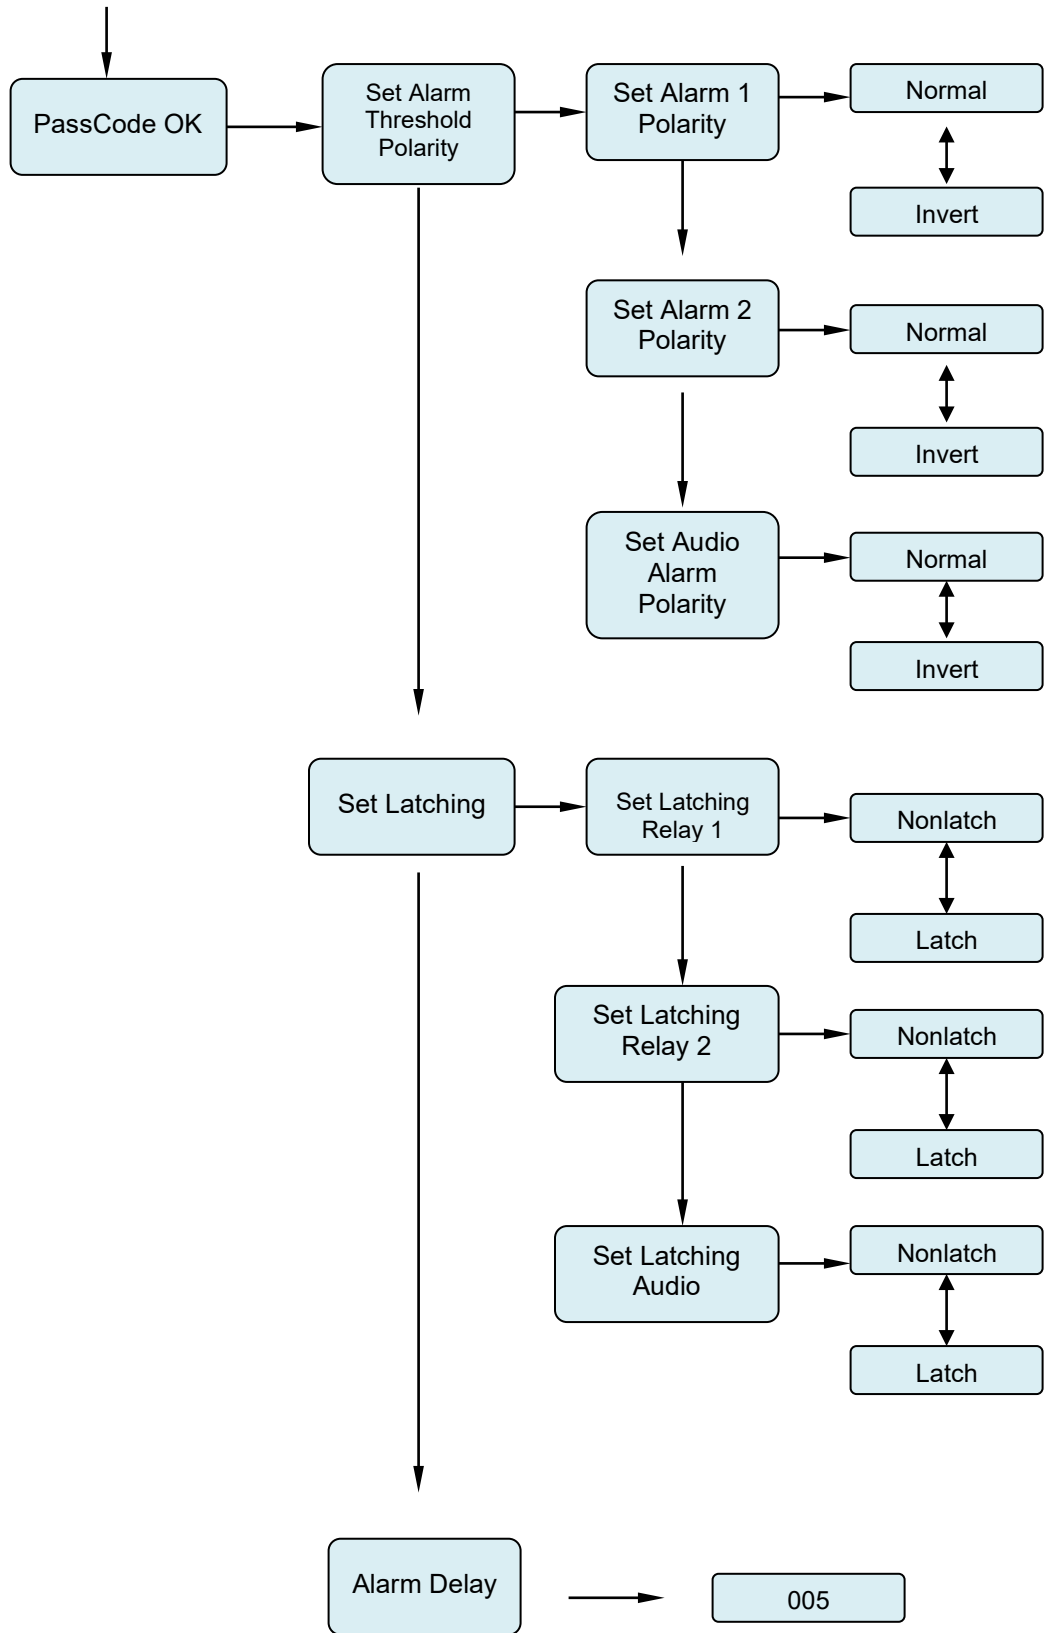 PassCode OK
Set Alarm
Threshold
Polarity
Set Alarm 1
Polarity
Normal
Invert
Set Alarm 2
Polarity
Normal
Invert
Set Audio
Alarm
Polarity
Normal
Invert
Set Latching
Set Latching
Relay 1
Nonlatch
Latch
Set Latching
Relay 2
Nonlatch
Latch
Set Latching
Audio
Nonlatch
Latch
Alarm Delay
005